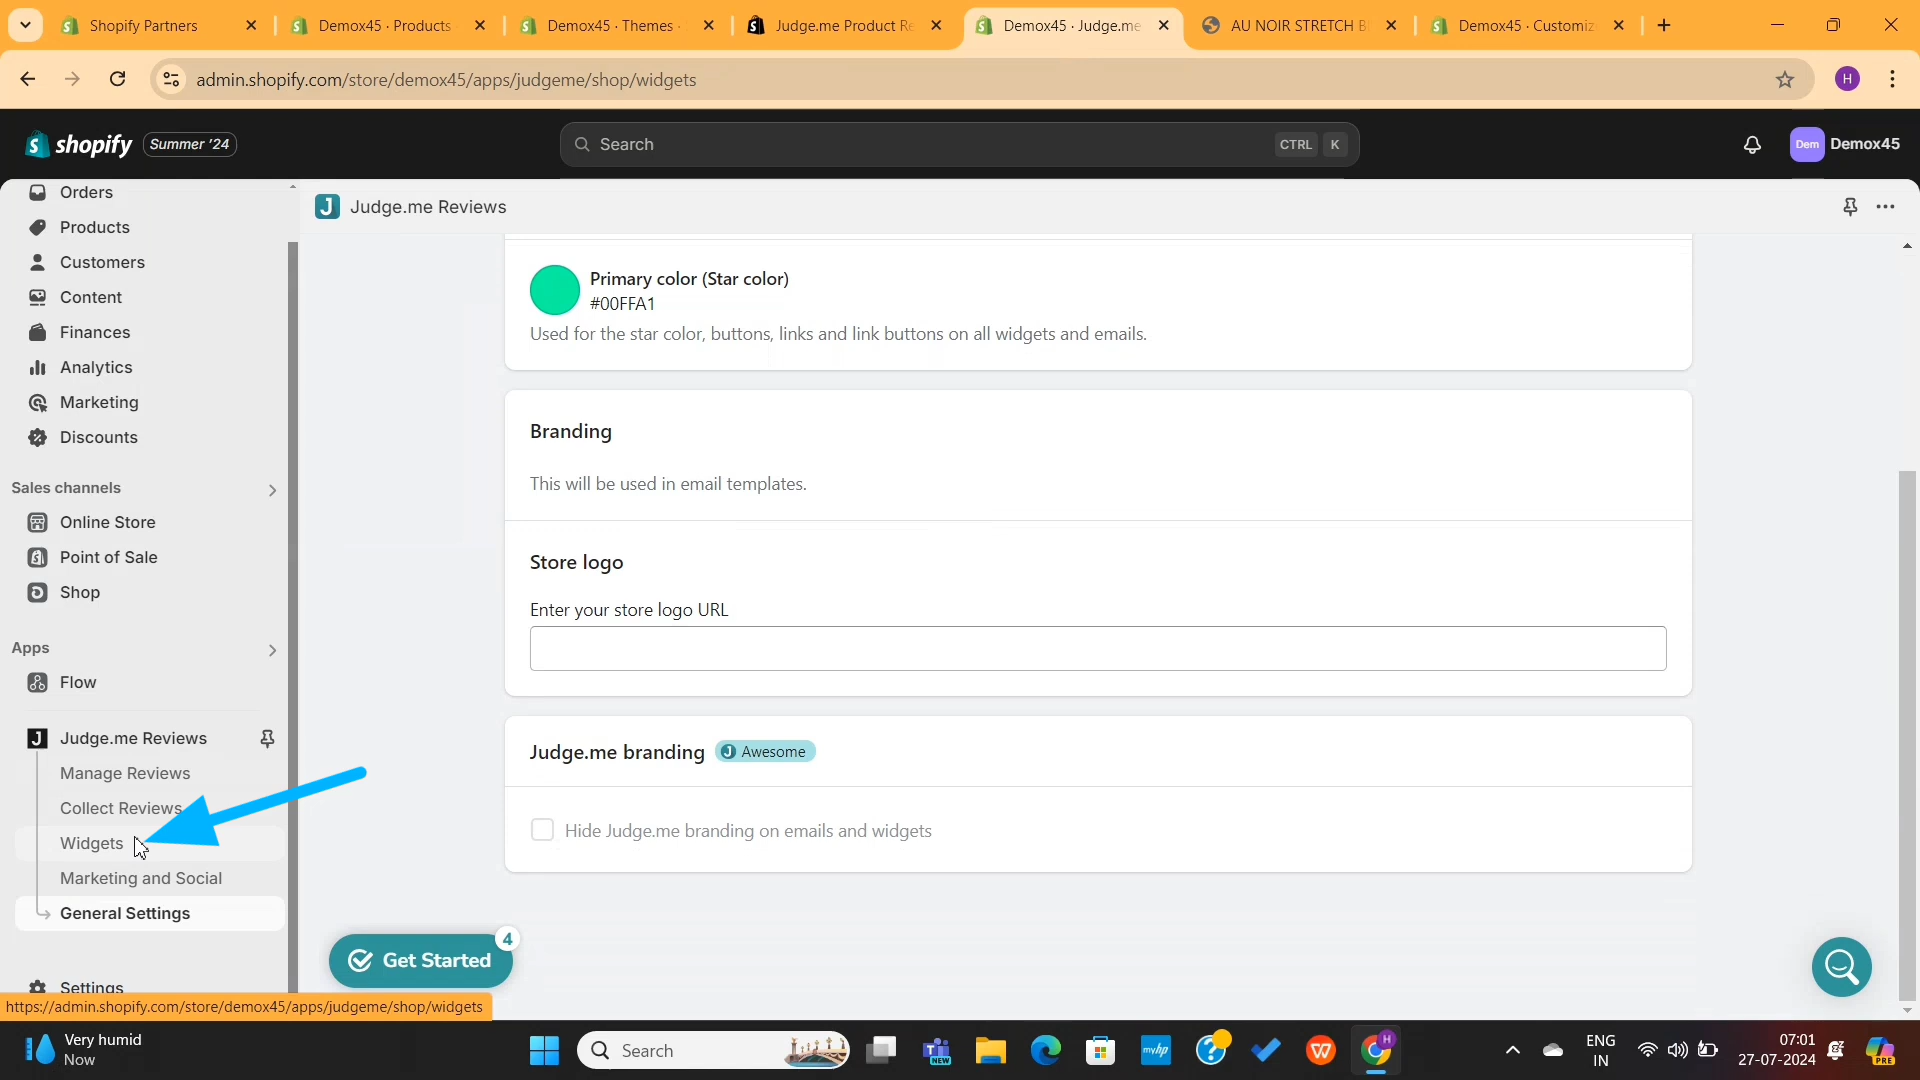 Shopify Partners
Demox45 · Products
Demox45 · Themes ·
Judge.me Product Re
Demox45 · Judge.me
AU NOIR STRETCH B
Demox45 · Customiz
admin.shopify.com/store/demox45/apps/judgeme/shop/widgets
H
shopify
Summer '24
Search
CTRL K
Dem
Demox45
Orders
Products
Customers
Content
Finances
Analytics
Marketing
Discounts
Sales channels
Online Store
Point of Sale
Shop
Apps
Flow
J Judge.me Reviews
Manage Reviews
Collect Reviews
Widgets
Marketing and Social
General Settings
Settings
https://admin.shopify.com/store/demox45/apps/judgeme/shop/widgets
J Judge.me Reviews
Primary color (Star color)
#00FFA1
Used for the star color, buttons, links and link buttons on all widgets and emails.
Branding
This will be used in email templates.
Store logo
Enter your store logo URL
Judge.me branding
J Awesome
Hide Judge.me branding on emails and widgets
Get Started
4
Very humid
Now
Search
NEW
myhp
H
ENG
IN
07:01
27-07-2024
PRE